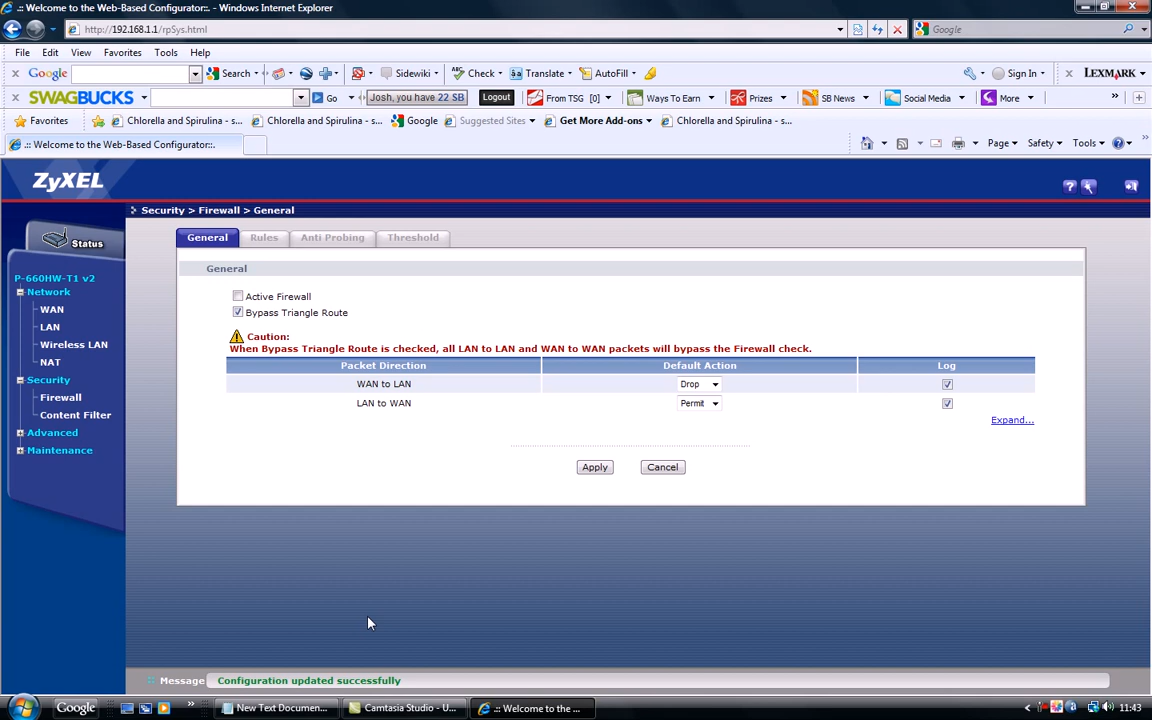 .:: Welcome to the Web-Based Configurator::. - Windows Internet Explorer
http://192.168.1.1/rpSys.html
Google
File Edit View Favorites Tools Help
x Google Search Sidewiki Check Translate AutoFill Sign In x LEXMARK
x SWAGBUCKS Go Josh, you have 22 SB Logout From TSG [0] Ways To Earn Prizes SB News Social Media More »
Favorites Chlorella and Spirulina - s... Chlorella and Spirulina - s... Google Suggested Sites Get More Add-ons Chlorella and Spirulina - s...
.:: Welcome to the Web-Based Configurator::. Page Safety Tools »
ZyXEL
Security > Firewall > General
Status
General Rules Anti Probing Threshold
P-660HW-T1 v2
Network
WAN
LAN
Wireless LAN
NAT
Security
Firewall
Content Filter
Advanced
Maintenance
General
Active Firewall
Bypass Triangle Route
Caution:
When Bypass Triangle Route is checked, all LAN to LAN and WAN to WAN packets will bypass the Firewall check.
Packet Direction Default Action Log
WAN to LAN Drop
LAN to WAN Permit
Expand...
Apply Cancel
Message Configuration updated successfully
Google » New Text Documen... Camtasia Studio - U... .:: Welcome to the ... < 11:43